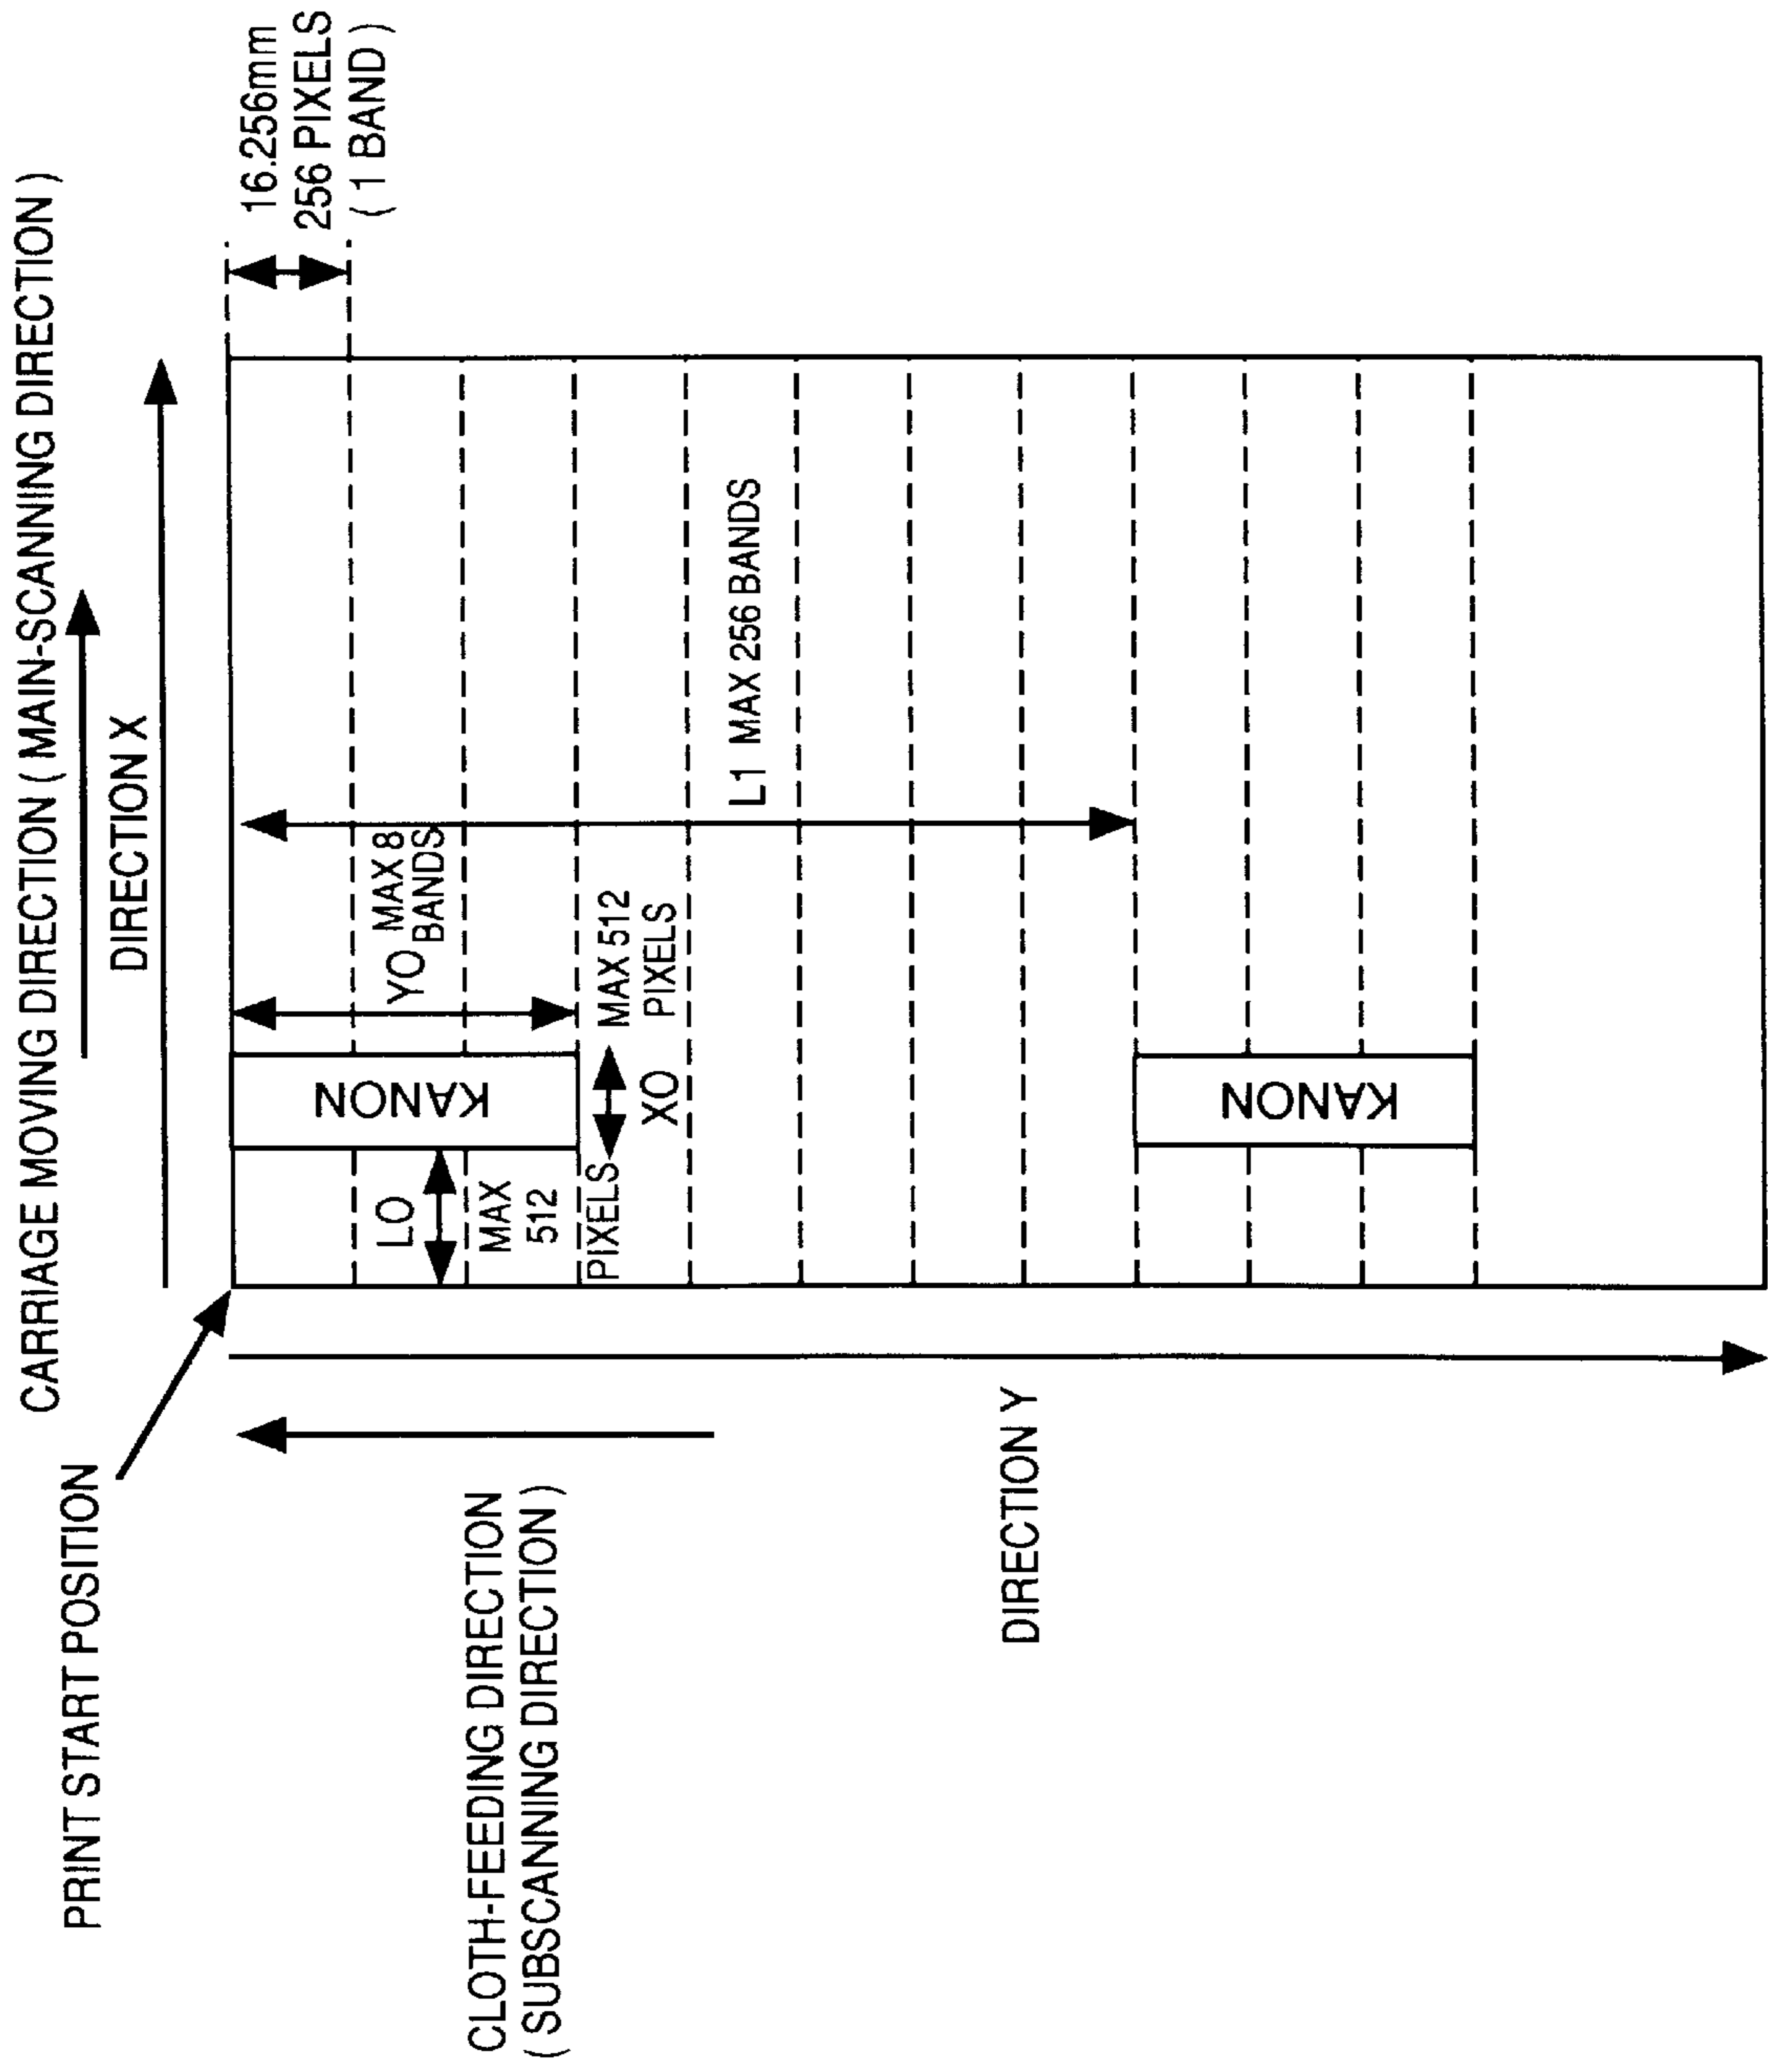 CARRIAGE MOVING DIRECTION ( MAIN-SCANNING DIRECTION )
DIRECTION X
PRINT START POSITION
16.256mm
256 PIXELS
( 1 BAND )
KANON
YO
MAX 8
BANDS
LO
MAX
512
PIXELS
XO
MAX 512
PIXELS
L1 MAX 256 BANDS
KANON
CLOTH-FEEDING DIRECTION
( SUBSCANNING DIRECTION )
DIRECTION Y